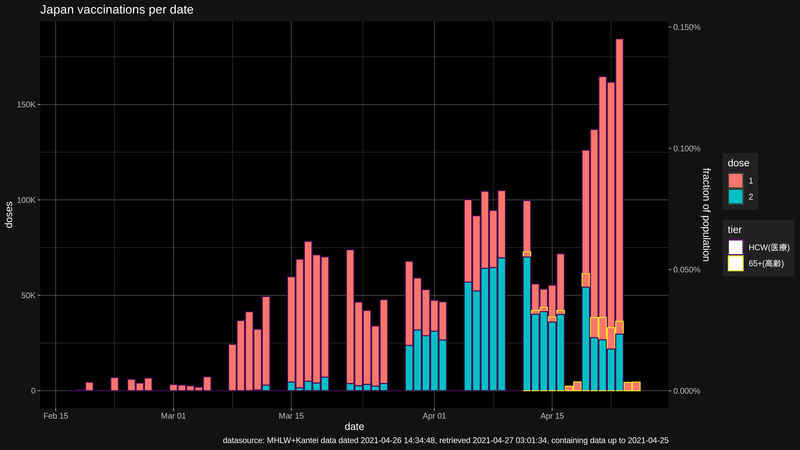 Japan vaccinations per date
0.150%
150K
0.100%
100K
0.050%
50K
0
0.000%
doses
fraction of population
Feb 15
Mar 01
Mar 15
Apr 01
Apr 15
date
dose
1
2
tier
HCW(医療)
65+(高齢)
datasource: MHLW+Kantei data dated 2021-04-26 14:34:48, retrieved 2021-04-27 03:01:34, containing data up to 2021-04-25